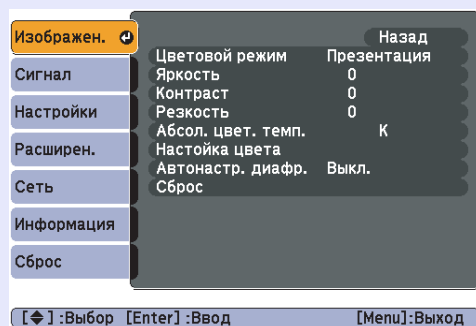 Изображен.
Назад
Цветовой режим Презентация
Яркость 0
Контраст 0
Резкость 0
Абсол. цвет. темп. K
Настойка цвета
Автонастр. диафр. Выкл.
Сброс
Сигнал
Настройки
Расширен.
Сеть
Информация
Сброс
[◆] :Выбор [Enter] :Ввод [Menu]:Выход